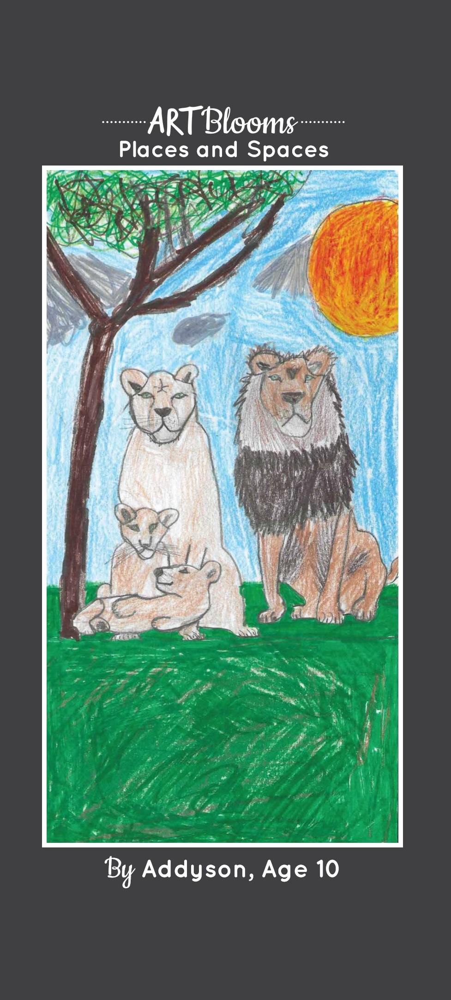 ART Blooms
Places and Spaces
By Addyson, Age 10